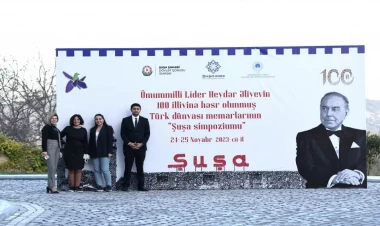 100
Ümummilli Lider Heydər Əliyevin
100 illiyinə həsr olunmuş
Türk dünyası memarlarının
"Şuşa simpoziumu"
24-25 Noyabr 2023-cü il
Şuşa